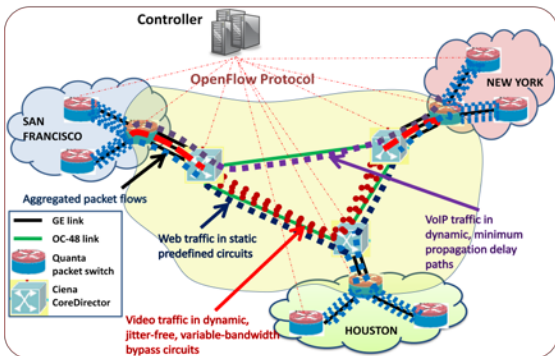 Controller
OpenFlow Protocol
NEW YORK
SAN
FRANCISCO
Aggregated packet flows
GE link
OC-48 link
Quanta
packet switch
Ciena
CoreDirector
Web traffic in static
predefined circuits
VoIP traffic in
dynamic, minimum
propagation delay
paths
Video traffic in dynamic,
jitter-free, variable-bandwidth
bypass circuits
HOUSTON